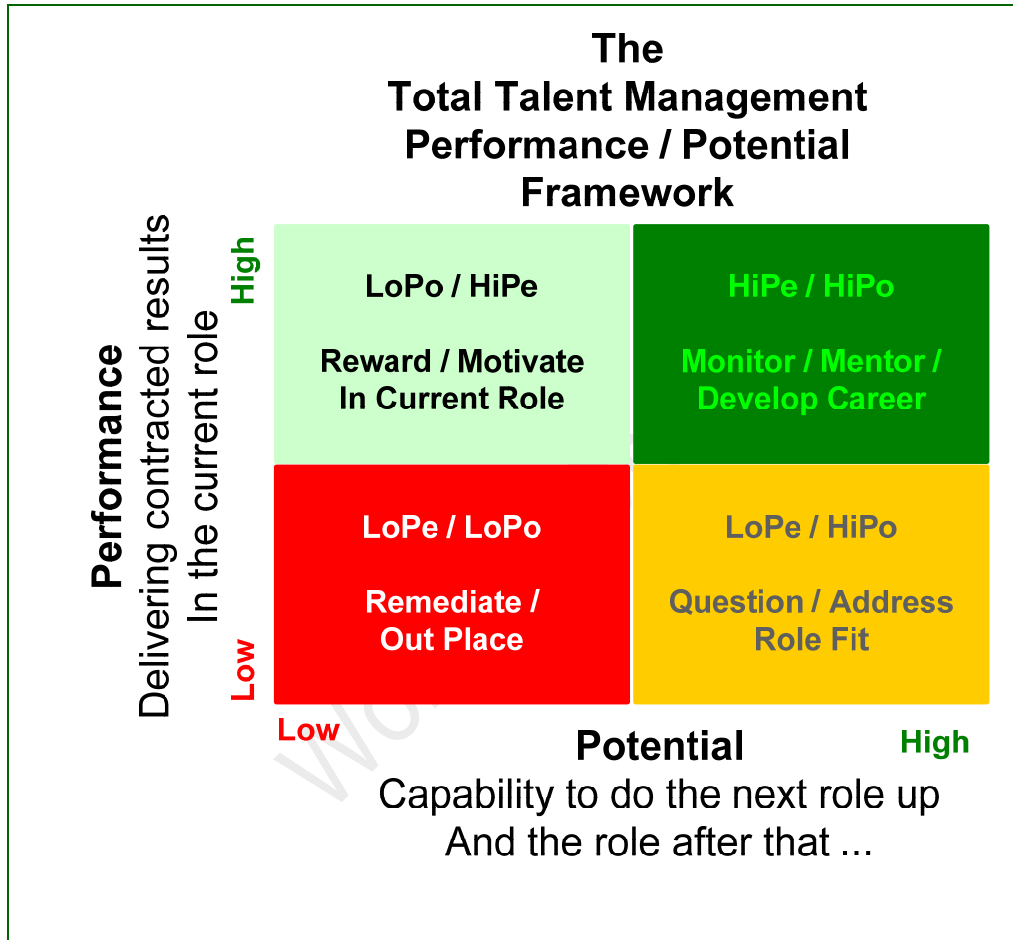 The
Total Talent Management
Performance / Potential
Framework
Performance
Delivering contracted results
In the current role
High
Low
LoPo / HiPe
Reward / Motivate
In Current Role
HiPe / HiPo
Monitor / Mentor /
Develop Career
LoPe / LoPo
Remediate /
Out Place
LoPe / HiPo
Question / Address
Role Fit
Low
Potential
High
Capability to do the next role up
And the role after that ...